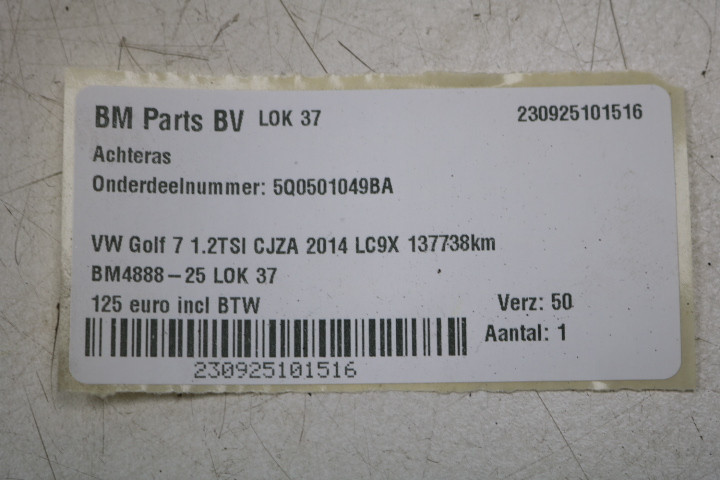 BM Parts BV LOK 37 230925101516
Achteras
Onderdeelnummer: 5Q0501049BA
VW Golf 7 1.2TSI CJZA 2014 LC9X 137738km
BM4888-25 LOK 37
125 euro incl BTW Verz: 50
Aantal: 1
230925101516